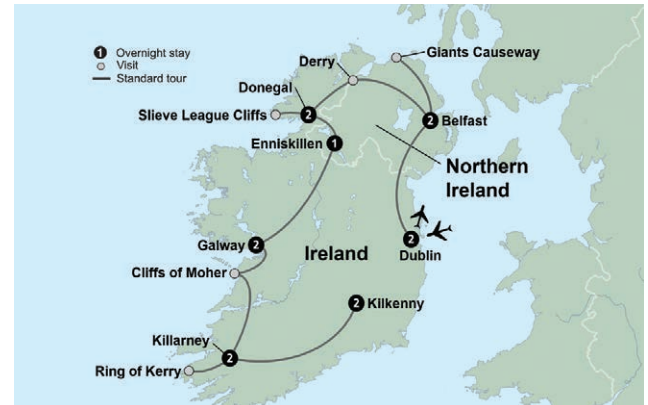 1 Overnight stay
Visit
Standard tour
Giants Causeway
Derry
Donegal
Slieve League Cliffs
2
2
Belfast
Enniskillen
1
Northern
Ireland
Galway
2
Ireland
2
Dublin
Cliffs of Moher
2
Kilkenny
Killarney
2
Ring of Kerry